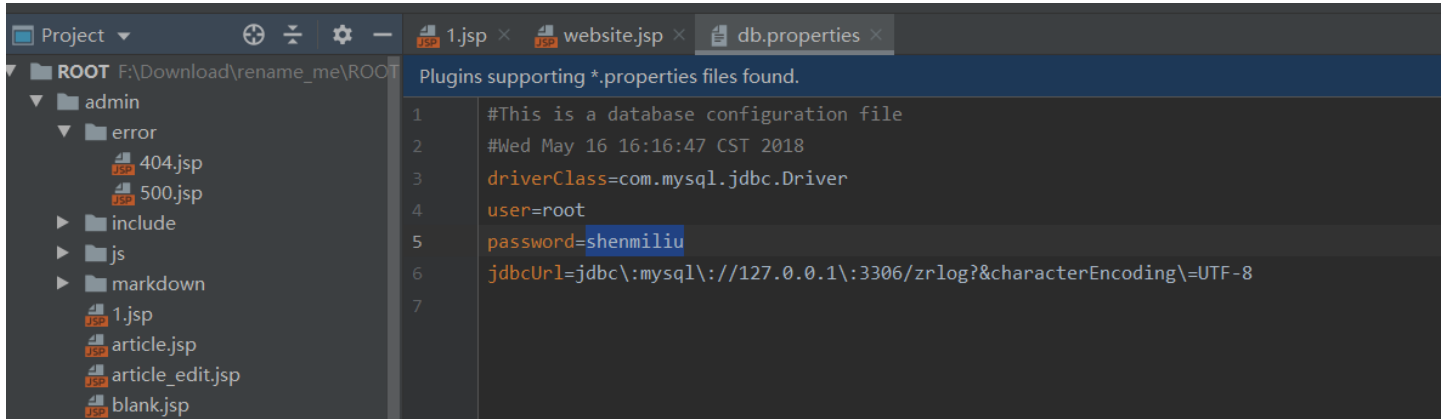 Project
1.jsp
website.jsp
db.properties
ROOT F:\Download\rename_me\ROOT
admin
error
404.jsp
500.jsp
include
js
markdown
1.jsp
article.jsp
article_edit.jsp
blank.jsp
Plugins supporting *.properties files found.
1 #This is a database configuration file
2 #Wed May 16 16:16:47 CST 2018
3 driverClass=com.mysql.jdbc.Driver
4 user=root
5 password=shenmiliu
6 jdbcUrl=jdbc\:mysql\://127.0.0.1\:3306/zrlog?&characterEncoding\=UTF-8
7